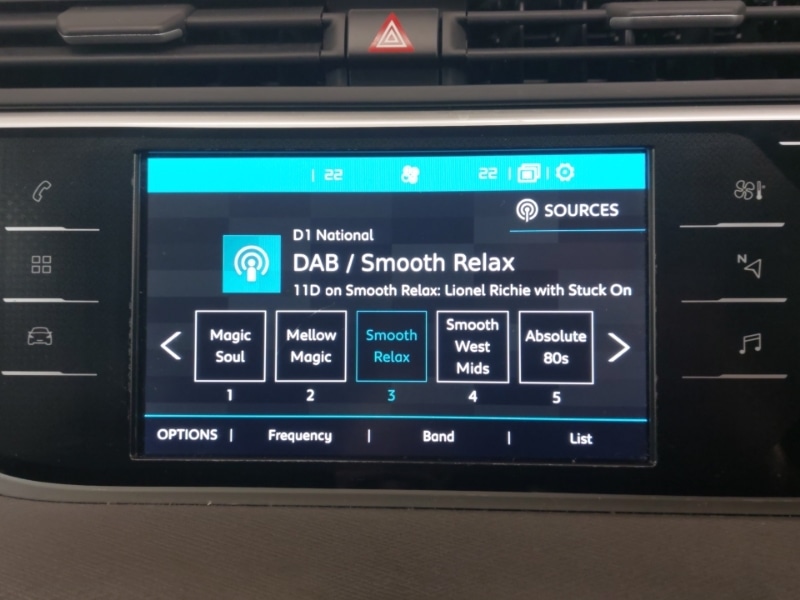 22 22
SOURCES
D1 National
DAB / Smooth Relax
11D on Smooth Relax: Lionel Richie with Stuck On
Magic
Soul
1
Mellow
Magic
2
Smooth
Relax
3
Smooth
West
Mids
4
Absolute
80s
5
OPTIONS | Frequency | Band | List
N